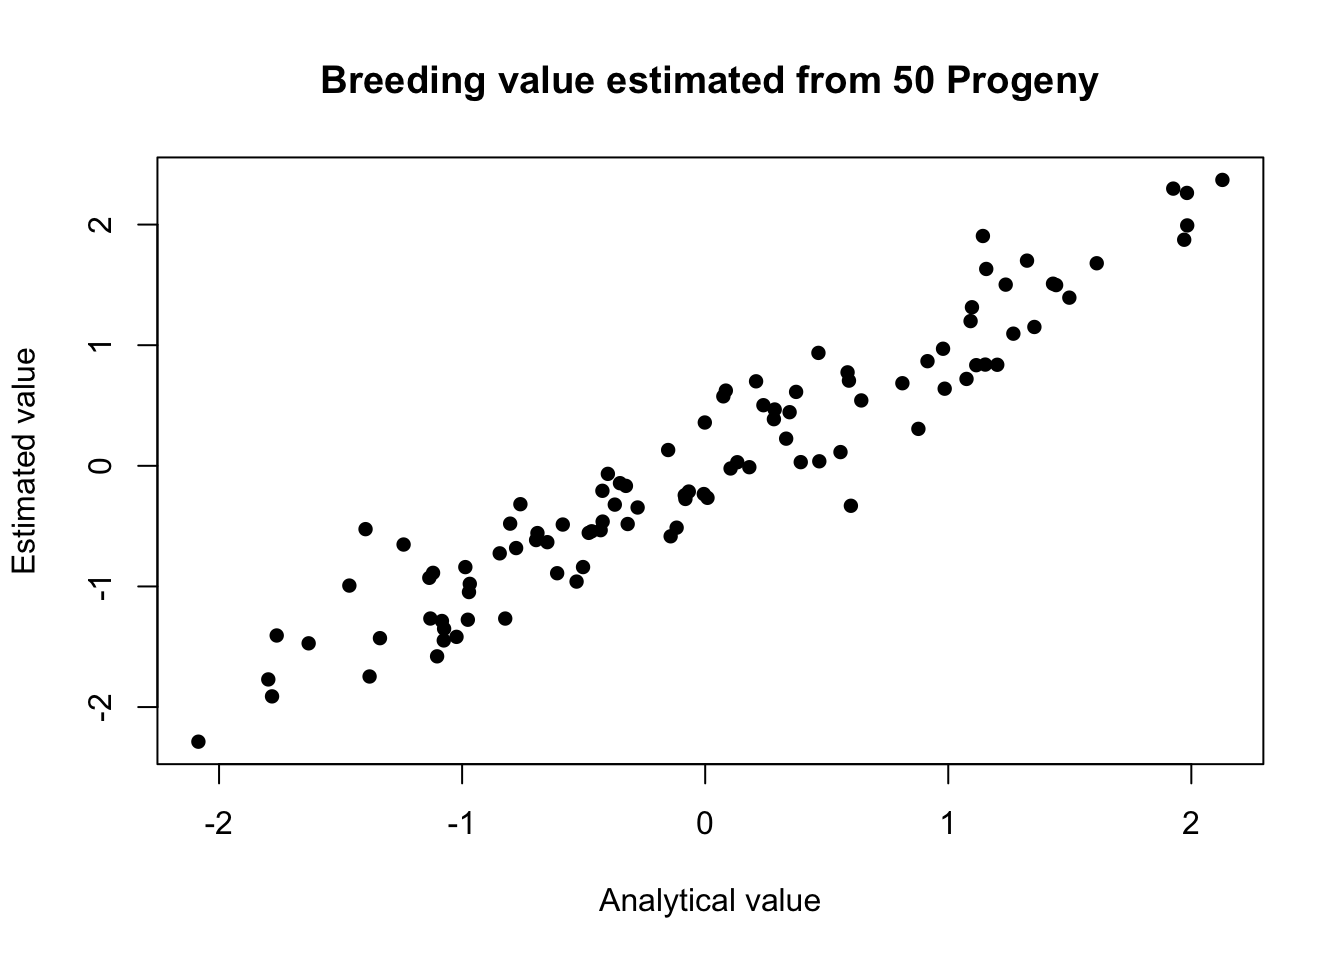 Breeding value estimated from 50 Progeny
Estimated value
2
1
0
-1
-2
-2 -1 0 1 2
Analytical value